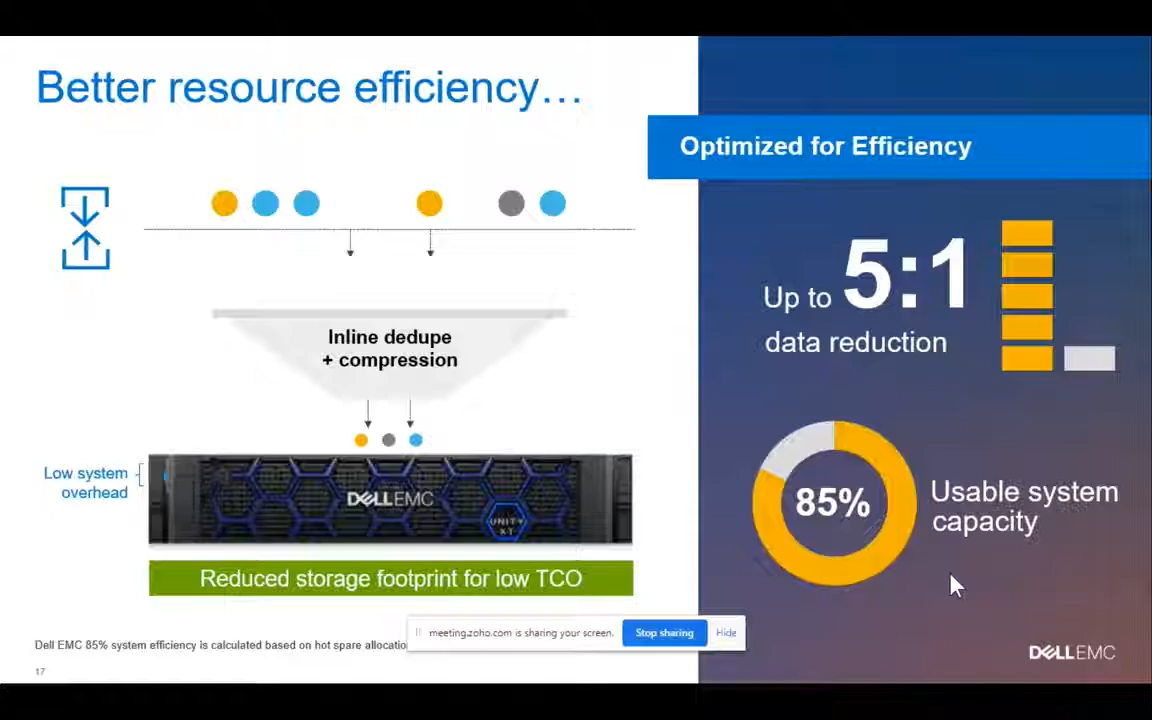 Better resource efficiency…
Optimized for Efficiency
Up to 5:1
data reduction
Inline dedupe
+ compression
Low system
overhead
DELLEMC
UNITY
XT
85%
Usable system
capacity
Reduced storage footprint for low TCO
meeting.zoho.com is sharing your screen.
Stop sharing
Hide
Dell EMC 85% system efficiency is calculated based on hot spare allocatio
DELLEMC
17